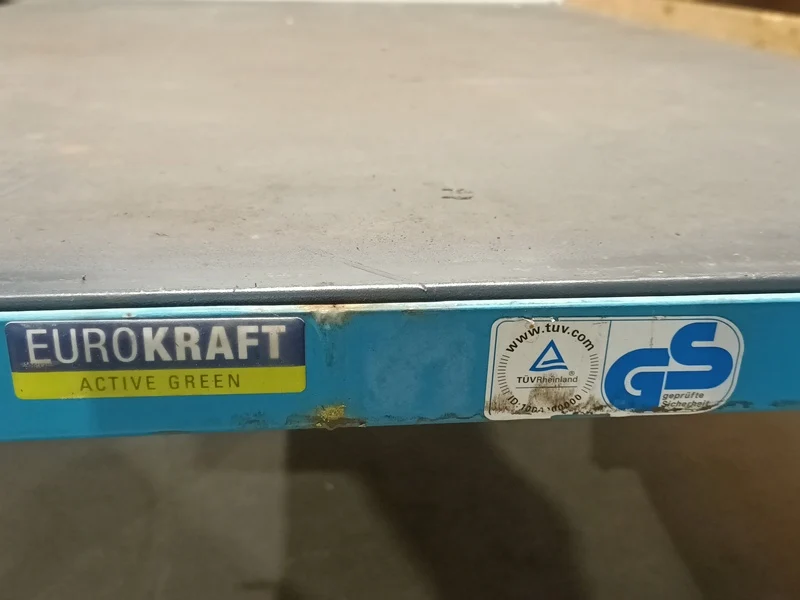 EUROKRAFT
ACTIVE GREEN
www.tuv.com
TÜVRheinland®
GS
geprüfte
Sicherheit